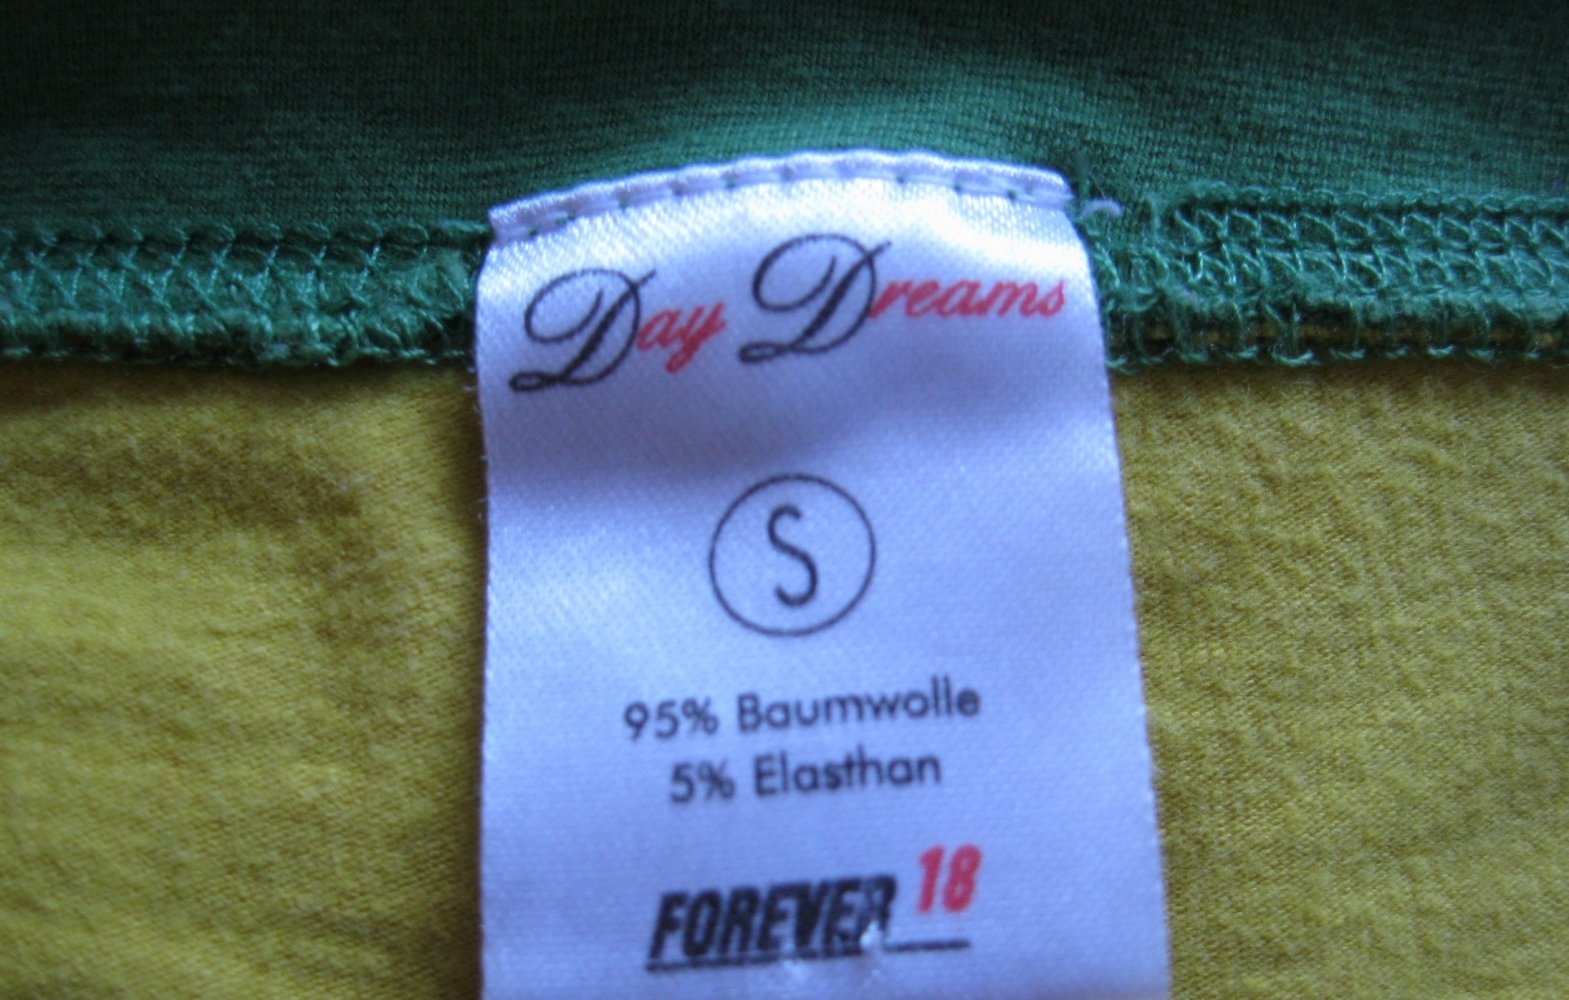 Day Dreams
S
95% Baumwolle
5% Elasthan
FOREVER 18